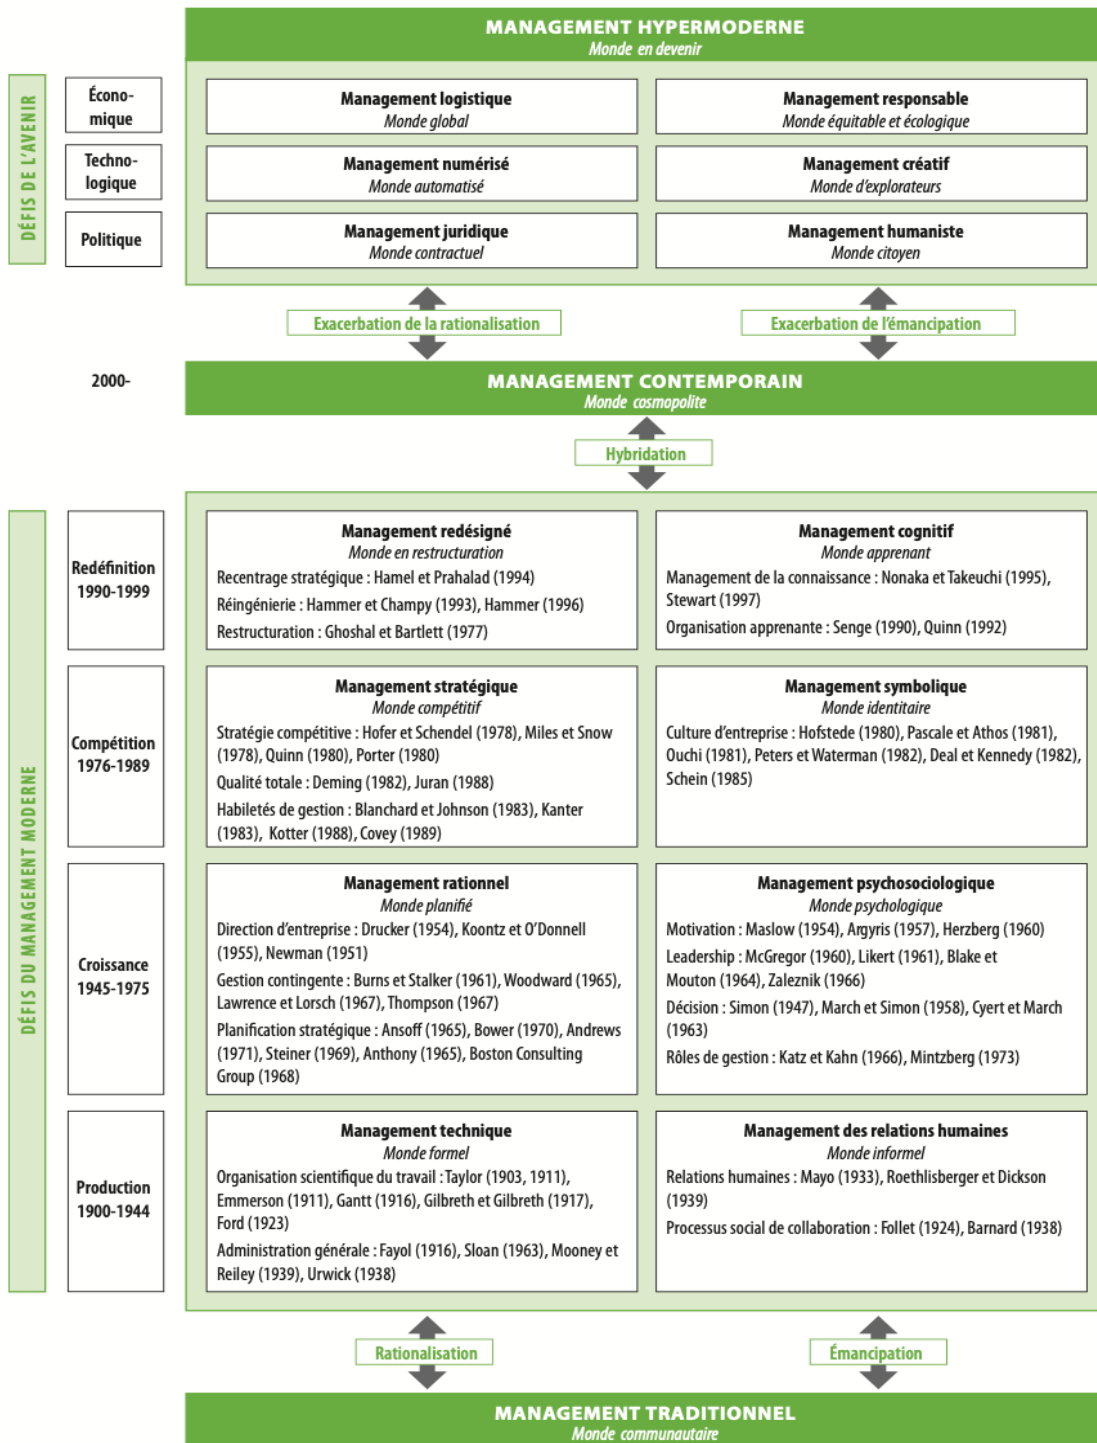 MANAGEMENT HYPERMODERNE
Monde en devenir
DÉFIS DE L'AVENIR
Écono-
mique
Management logistique
Monde global
Management responsable
Monde équitable et écologique
Techno-
logique
Management numérisé
Monde automatisé
Management créatif
Monde d'explorateurs
Politique
Management juridique
Monde contractuel
Management humaniste
Monde citoyen
Exacerbation de la rationalisation
Exacerbation de l'émancipation
2000-
MANAGEMENT CONTEMPORAIN
Monde cosmopolite
Hybridation
DÉFIS DU MANAGEMENT MODERNE
Redéfinition
1990-1999
Management redésigné
Monde en restructuration
Recentrage stratégique : Hamel et Prahalad (1994)
Réingénierie : Hammer et Champy (1993), Hammer (1996)
Restructuration : Ghoshal et Bartlett (1977)
Management cognitif
Monde apprenant
Management de la connaissance : Nonaka et Takeuchi (1995),
Stewart (1997)
Organisation apprenante : Senge (1990), Quinn (1992)
Compétition
1976-1989
Management stratégique
Monde compétitif
Stratégie compétitive : Hofer et Schendel (1978), Miles et Snow
(1978), Quinn (1980), Porter (1980)
Qualité totale : Deming (1982), Juran (1988)
Habiletés de gestion : Blanchard et Johnson (1983), Kanter
(1983), Kotter (1988), Covey (1989)
Management symbolique
Monde identitaire
Culture d'entreprise : Hofstede (1980), Pascale et Athos (1981),
Ouchi (1981), Peters et Waterman (1982), Deal et Kennedy (1982),
Schein (1985)
Croissance
1945-1975
Management rationnel
Monde planifié
Direction d'entreprise : Drucker (1954), Koontz et O'Donnell
(1955), Newman (1951)
Gestion contingente : Burns et Stalker (1961), Woodward (1965),
Lawrence et Lorsch (1967), Thompson (1967)
Planification stratégique : Ansoff (1965), Bower (1970), Andrews
(1971), Steiner (1969), Anthony (1965), Boston Consulting
Group (1968)
Management psychosociologique
Monde psychologique
Motivation : Maslow (1954), Argyris (1957), Herzberg (1960)
Leadership : McGregor (1960), Likert (1961), Blake et
Mouton (1964), Zaleznik (1966)
Décision : Simon (1947), March et Simon (1958), Cyert et March
(1963)
Rôles de gestion : Katz et Kahn (1966), Mintzberg (1973)
Production
1900-1944
Management technique
Monde formel
Organisation scientifique du travail : Taylor (1903, 1911),
Emmerson (1911), Gantt (1916), Gilbreth et Gilbreth (1917),
Ford (1923)
Administration générale : Fayol (1916), Sloan (1963), Mooney et
Reiley (1939), Urwick (1938)
Management des relations humaines
Monde informel
Relations humaines : Mayo (1933), Roethlisberger et Dickson
(1939)
Processus social de collaboration : Follet (1924), Barnard (1938)
Rationalisation
Émancipation
MANAGEMENT TRADITIONNEL
Monde communautaire